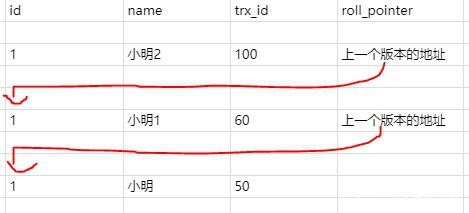 id name trx_id roll_pointer
1 小明2 100 上一个版本的地址
1 小明1 60 上一个版本的地址
1 小明 50